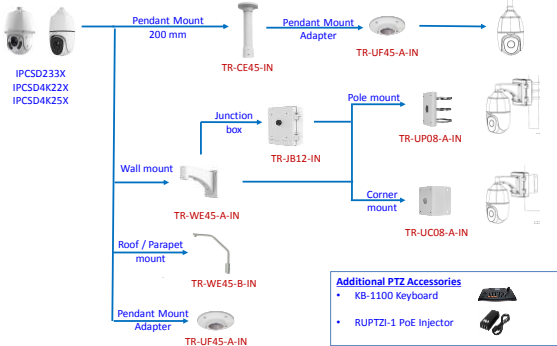 Pendant Mount
200 mm
Pendant Mount
Adapter
TR-CE45-IN
TR-UF45-A-IN
IPCSD233X
IPCSD4K22X
IPCSD4K25X
Junction
box
Pole mount
TR-UP08-A-IN
TR-JB12-IN
Wall mount
TR-WE45-A-IN
Corner
mount
TR-UC08-A-IN
Roof / Parapet
mount
TR-WE45-B-IN
Pendant Mount
Adapter
TR-UF45-A-IN
Additional PTZ Accessories
• KB-1100 Keyboard
• RUPTZI-1 PoE Injector